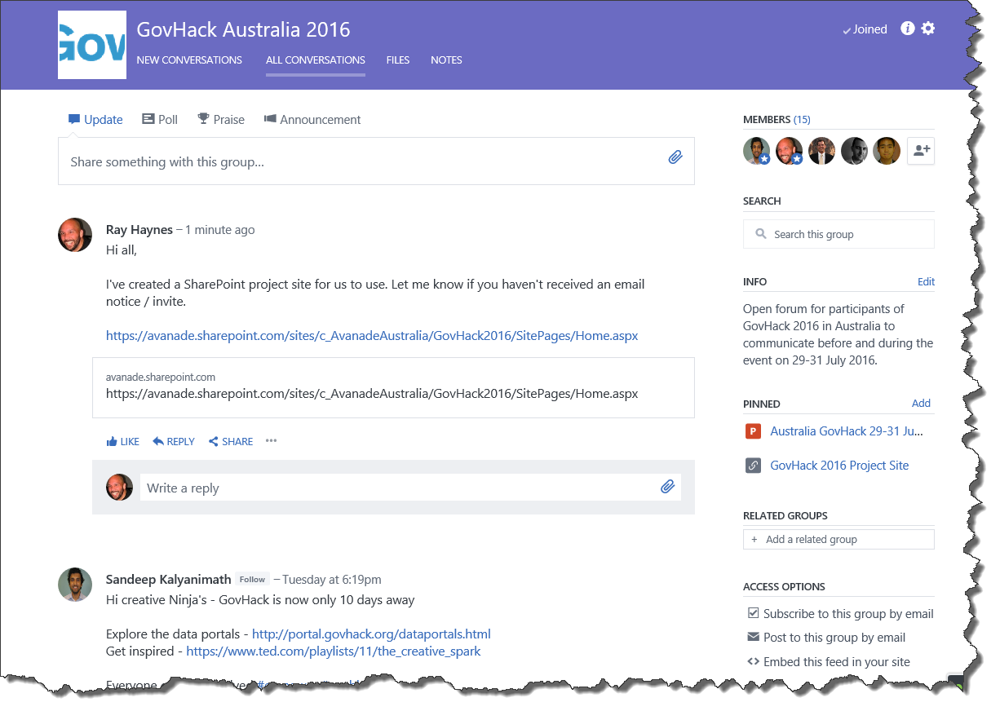 GOV
GovHack Australia 2016
Joined
NEW CONVERSATIONS ALL CONVERSATIONS FILES NOTES
Update Poll Praise Announcement
Share something with this group...
Ray Haynes – 1 minute ago
Hi all,
I've created a SharePoint project site for us to use. Let me know if you haven't received an email
notice / invite.
https://avanade.sharepoint.com/sites/c_AvanadeAustralia/GovHack2016/SitePages/Home.aspx
avanade.sharepoint.com
https://avanade.sharepoint.com/sites/c_AvanadeAustralia/GovHack2016/SitePages/Home.aspx
LIKE REPLY SHARE •••
Write a reply
Sandeep Kalyanimath Follow – Tuesday at 6:19pm
Hi creative Ninja's - GovHack is now only 10 days away
Explore the data portals - http://portal.govhack.org/dataportals.html
Get inspired - https://www.ted.com/playlists/11/the_creative_spark
Everyone
MEMBERS (15)
SEARCH
Search this group
INFO Edit
Open forum for participants of
GovHack 2016 in Australia to
communicate before and during the
event on 29-31 July 2016.
PINNED Add
P Australia GovHack 29-31 Ju...
GovHack 2016 Project Site
RELATED GROUPS
+ Add a related group
ACCESS OPTIONS
Subscribe to this group by email
Post to this group by email
Embed this feed in your site